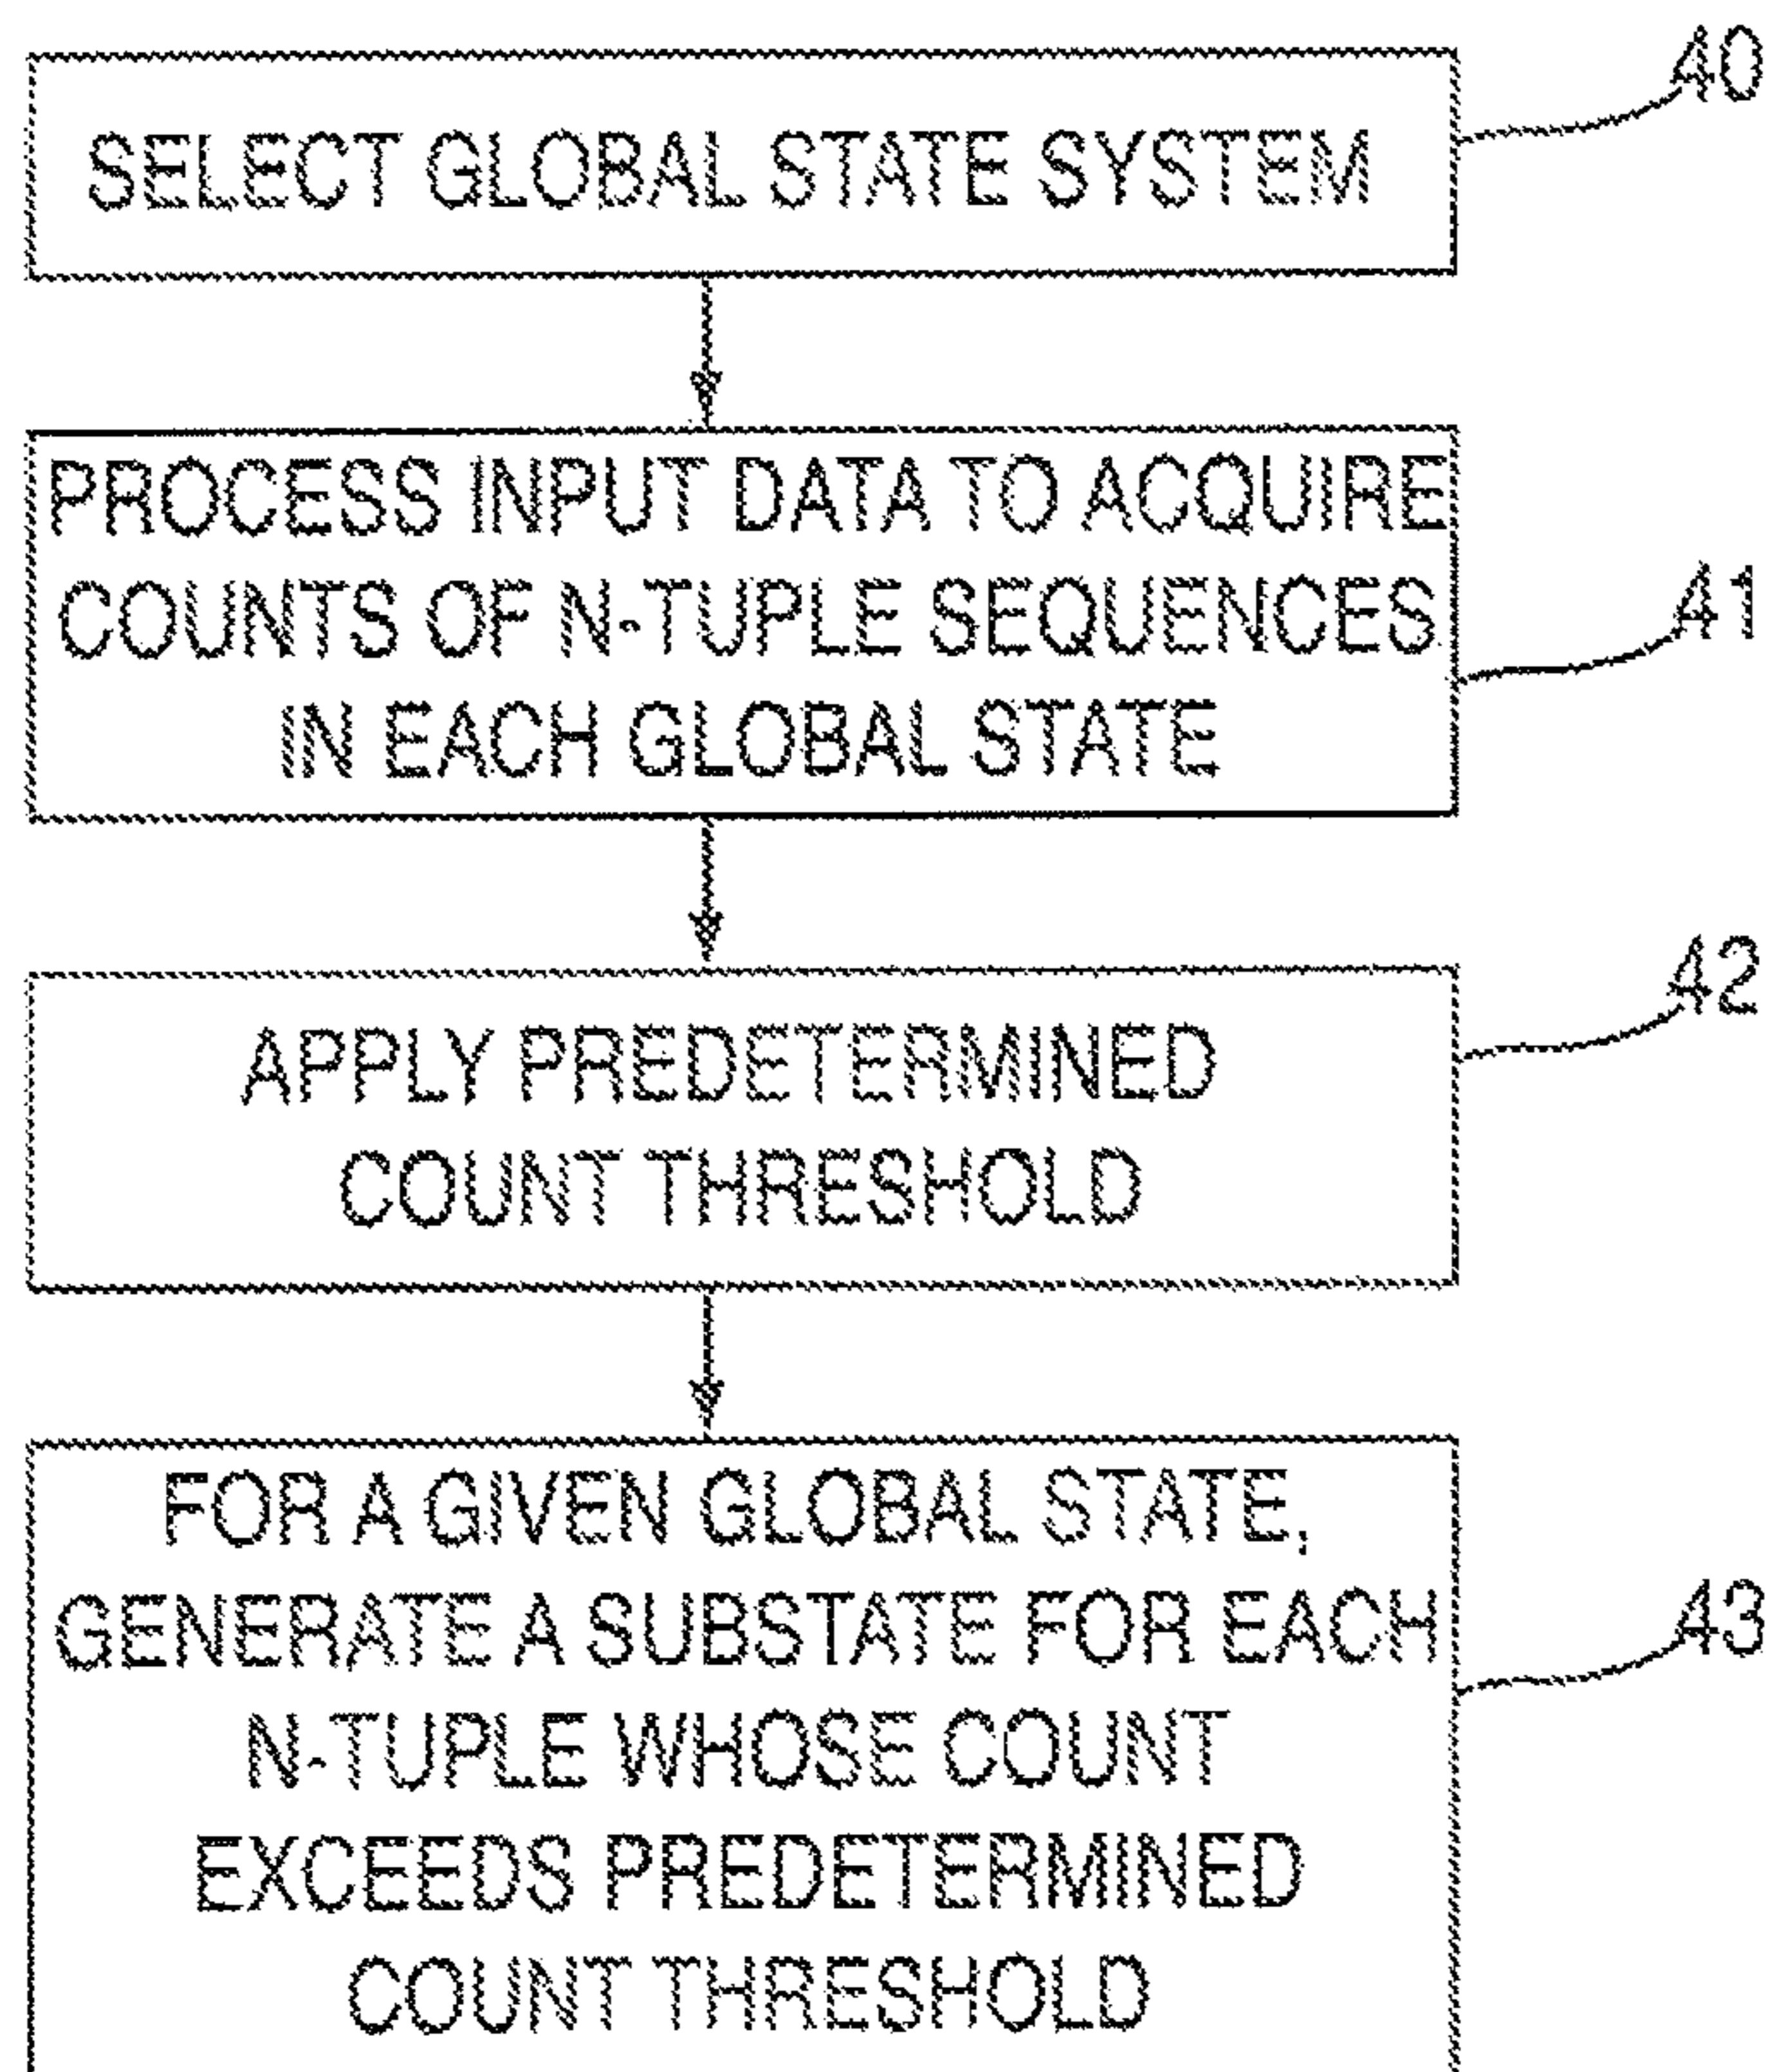 40
SELECT GLOBAL STATE SYSTEM
PROCESS INPUT DATA TO ACQUIRE
COUNTS OF N-TUPLE SEQUENCES
IN EACH GLOBAL STATE
41
42
APPLY PREDETERMINED
COUNT THRESHOLD
FOR A GIVEN GLOBAL STATE,
GENERATE A SUBSTATE FOR EACH
N-TUPLE WHOSE COUNT
EXCEEDS PREDETERMINED
COUNT THRESHOLD
43